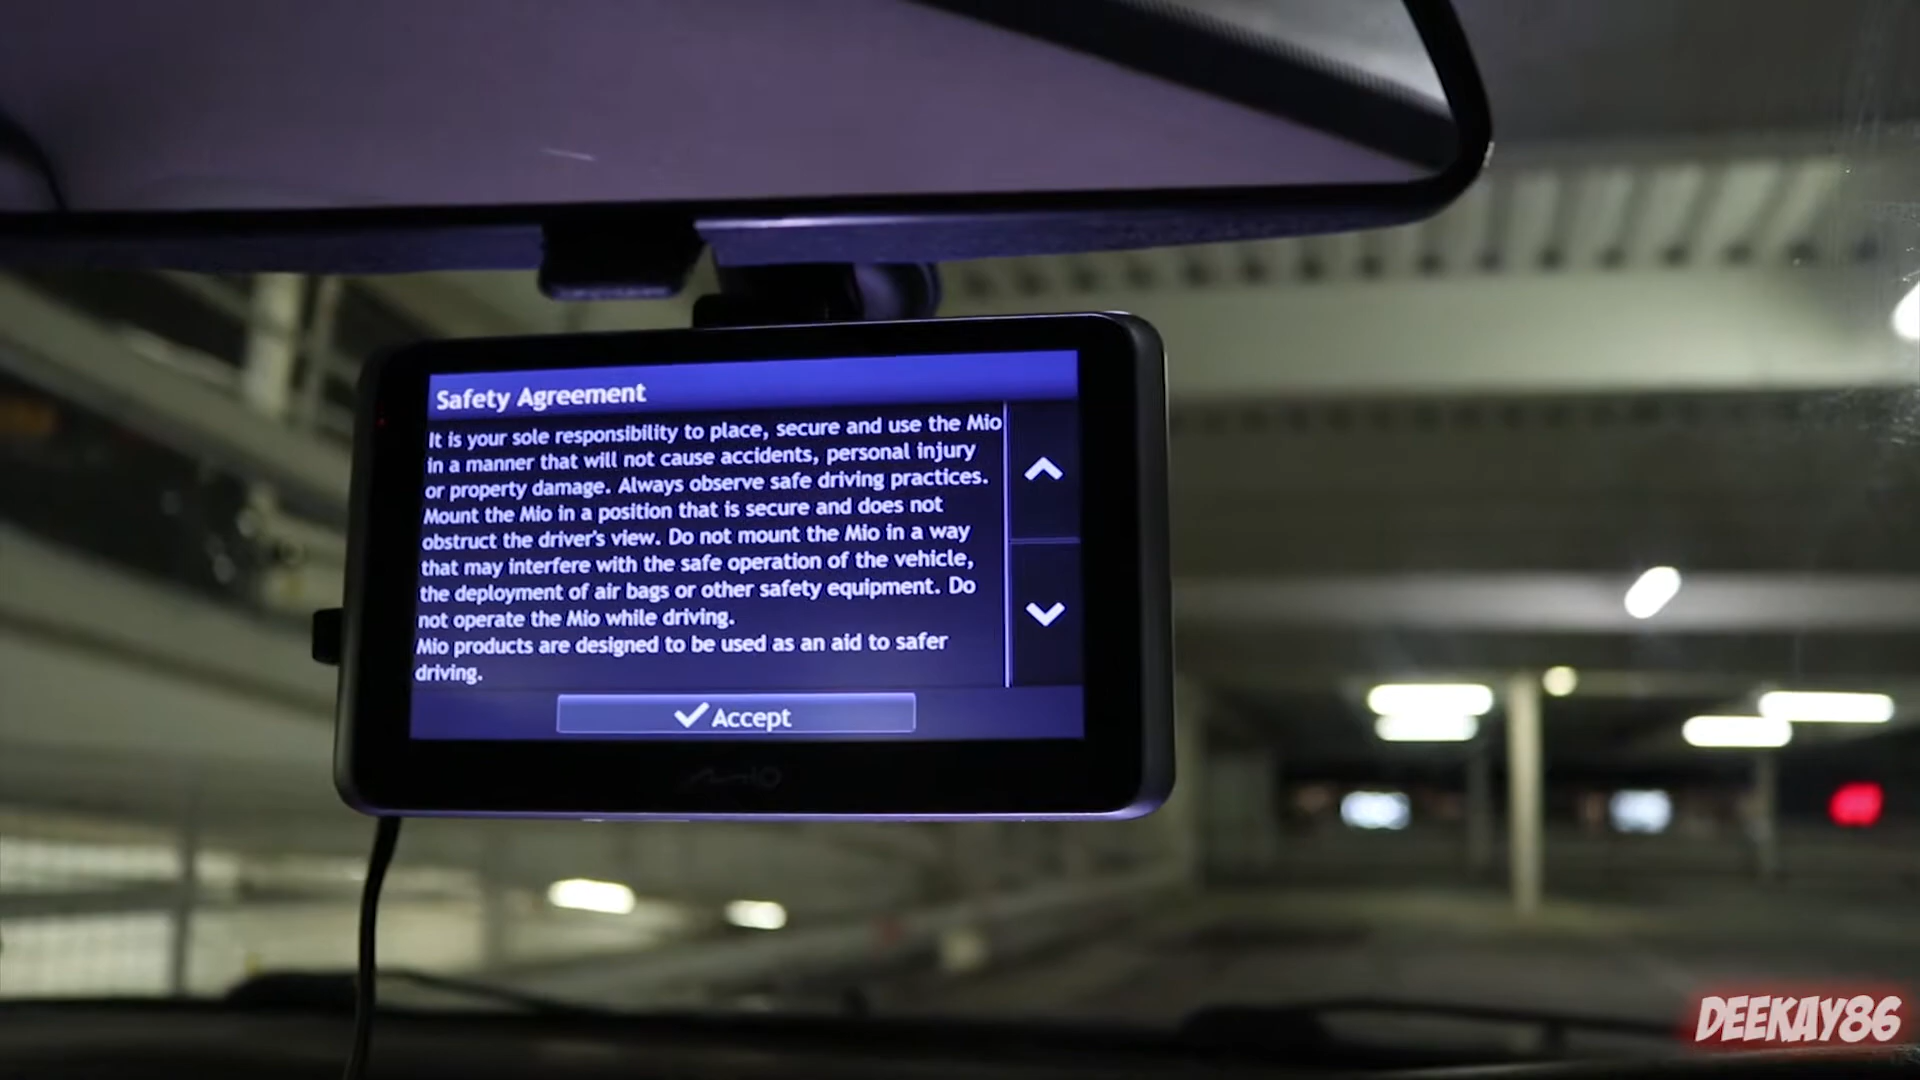 Safety Agreement
It is your sole responsibility to place, secure and use the Mio
in a manner that will not cause accidents, personal injury
or property damage. Always observe safe driving practices.
Mount the Mio in a position that is secure and does not
obstruct the driver's view. Do not mount the Mio in a way
that may interfere with the safe operation of the vehicle,
the deployment of air bags or other safety equipment. Do
not operate the Mio while driving.
Mio products are designed to be used as an aid to safer
driving.
Accept
Mio
DEEKAY86